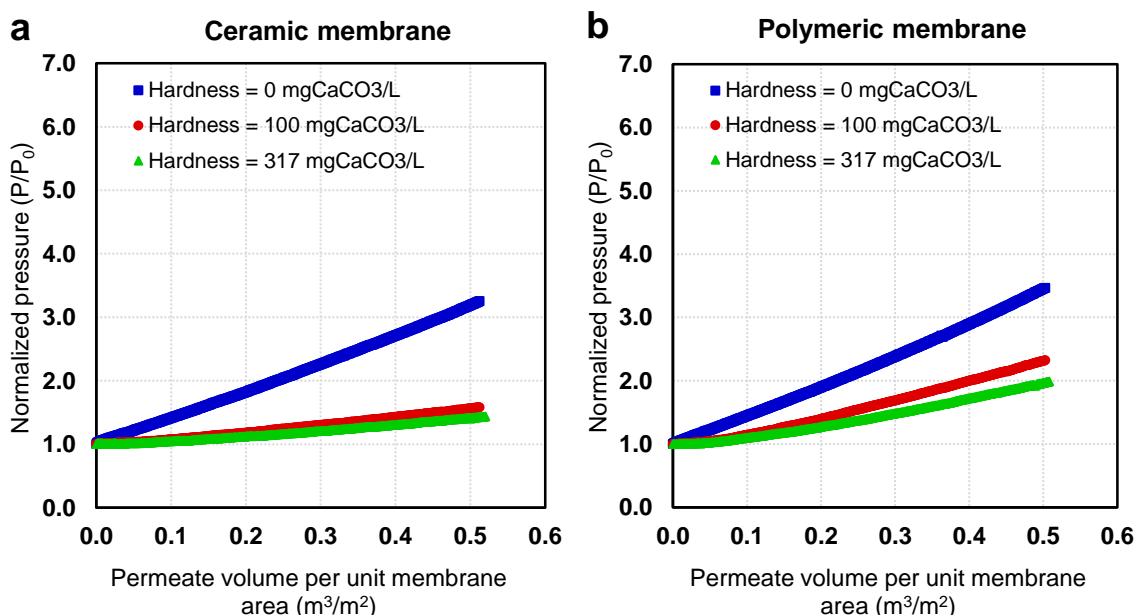 a
Ceramic membrane
Normalized pressure (P/P₀)
7.0
6.0
5.0
4.0
3.0
2.0
1.0
0.0
Hardness = 0 mgCaCO3/L
Hardness = 100 mgCaCO3/L
Hardness = 317 mgCaCO3/L
0.0 0.1 0.2 0.3 0.4 0.5 0.6
Permeate volume per unit membrane
area (m³/m²)
b
Polymeric membrane
Normalized pressure (P/P₀)
7.0
6.0
5.0
4.0
3.0
2.0
1.0
0.0
Hardness = 0 mgCaCO3/L
Hardness = 100 mgCaCO3/L
Hardness = 317 mgCaCO3/L
0.0 0.1 0.2 0.3 0.4 0.5 0.6
Permeate volume per unit membrane
area (m³/m²)